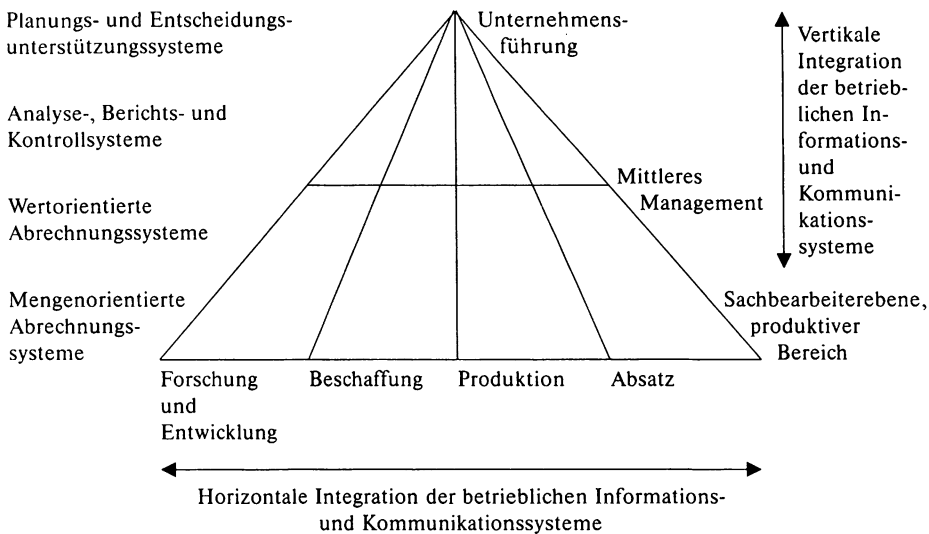 Planungs- und Entscheidungs-
unterstützungssysteme
Analyse-, Berichts- und
Kontrollsysteme
Wertorientierte
Abrechnungssysteme
Mengenorientierte
Abrechnungs-
systeme
Unternehmens-
führung
Mittleres
Management
Sachbearbeiterebene,
produktiver
Bereich
Vertikale
Integration
der betrieb-
lichen In-
formations-
und
Kommuni-
kations-
systeme
Forschung
und
Entwicklung
Beschaffung
Produktion
Absatz
Horizontale Integration der betrieblichen Informations-
und Kommunikationssysteme